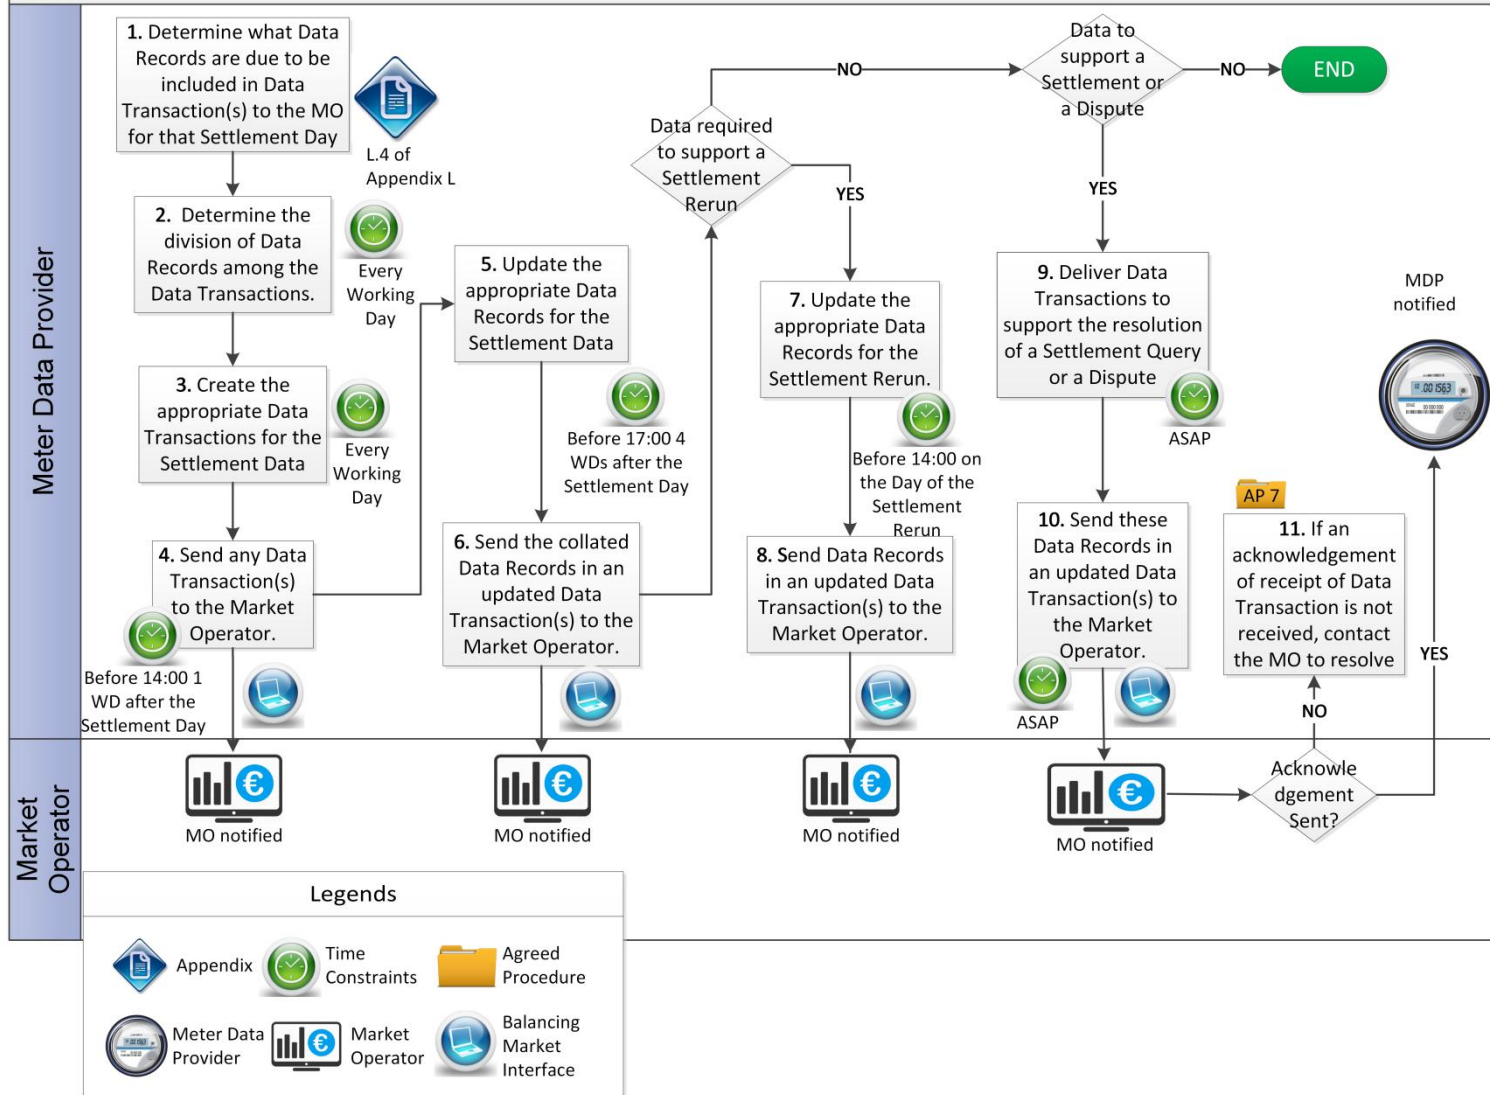 Meter Data Provider
1. Determine what Data
Records are due to be
included in Data
Transaction(s) to the MO
for that Settlement Day
L.4 of
Appendix L
2. Determine the
division of Data
Records among the
Data Transactions.
Every
Working
Day
3. Create the
appropriate Data
Transactions for the
Settlement Data
Every
Working
Day
4. Send any Data
Transaction(s)
to the Market
Operator.
Before 14:00 1
WD after the
Settlement Day
5. Update the
appropriate Data
Records for the
Settlement Data
Before 17:00 4
WDs after the
Settlement Day
6. Send the collated
Data Records in an
updated Data
Transaction(s) to the
Market Operator.
Data required
to support a
Settlement
Rerun
NO
YES
7. Update the
appropriate Data
Records for the
Settlement Rerun.
Before 14:00 on
the Day of the
Settlement
Rerun
8. Send Data Records
in an updated Data
Transaction(s) to the
Market Operator.
Data to
support a
Settlement or
a Dispute
NO
END
YES
9. Deliver Data
Transactions to
support the resolution
of a Settlement Query
or a Dispute
ASAP
10. Send these
Data Records in
an updated Data
Transaction(s) to
the Market
Operator.
ASAP
AP 7
11. If an
acknowledgement
of receipt of Data
Transaction is not
received, contact
the MO to resolve
NO
YES
MDP
notified
Market
Operator
MO notified
MO notified
MO notified
MO notified
Acknowle
dgement
Sent?
Legends
Appendix
Time
Constraints
Agreed
Procedure
Meter Data
Provider
Market
Operator
Balancing
Market
Interface